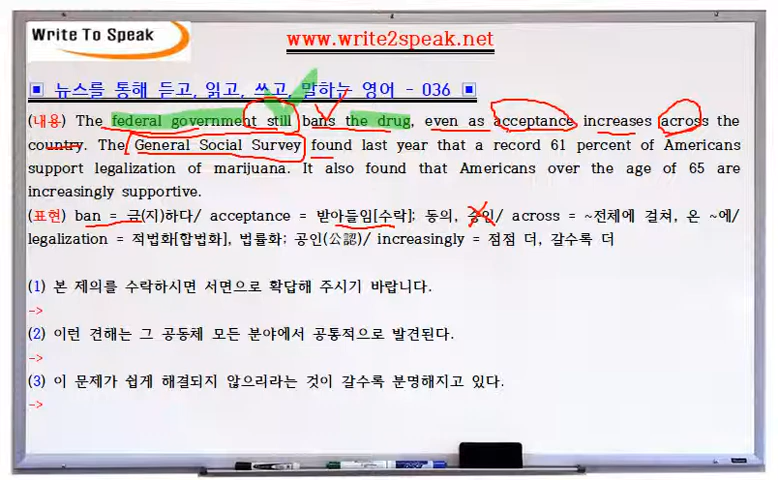 Write To Speak
www.write2speak.net
▣ 뉴스를 통해 듣고, 읽고, 쓰고, 말하는 영어 - 036 ▣
(내용) The federal government still bans the drug, even as acceptance increases across the
country. The General Social Survey found last year that a record 61 percent of Americans
support legalization of marijuana. It also found that Americans over the age of 65 are
increasingly supportive.
(표현) ban = 금(지)하다/ acceptance = 받아들임[수락]; 동의, 승인/ across = ~전체에 걸쳐, 온 ~에/
legalization = 적법화[합법화], 법률화; 공인(公認)/ increasingly = 점점 더, 갈수록 더
(1) 본 제의를 수락하시면 서면으로 확답해 주시기 바랍니다.
->
(2) 이런 견해는 그 공동체 모든 분야에서 공통적으로 발견된다.
->
(3) 이 문제가 쉽게 해결되지 않으리라는 것이 갈수록 분명해지고 있다.
->